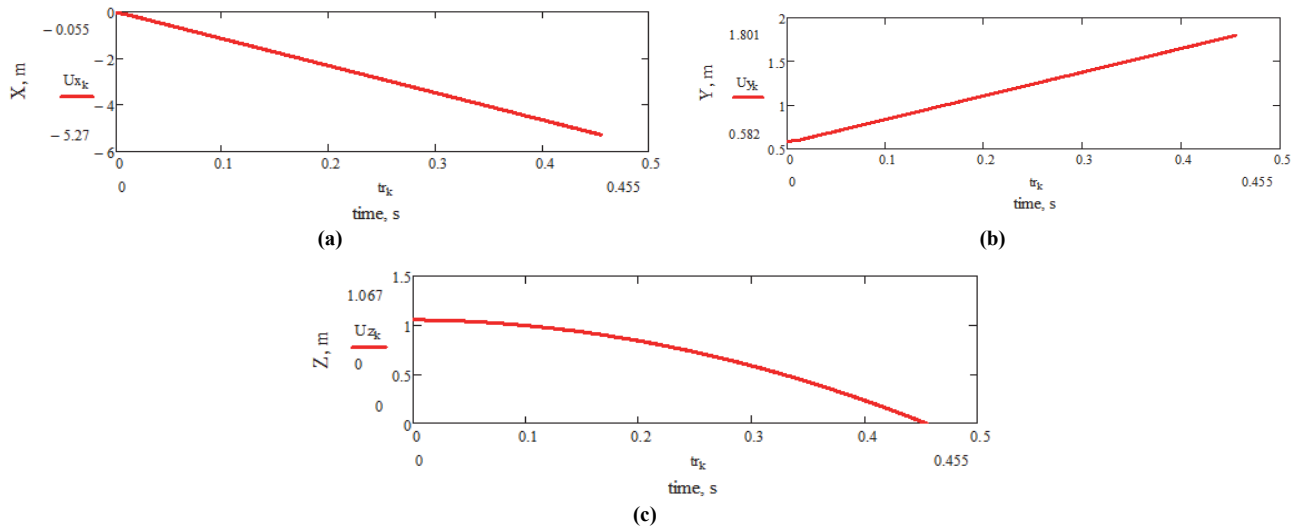 0
− 0.055
− 2
X, m
Ux_k
− 4
− 5.27
− 6
0 0.1 0.2 0.3 0.4 0.5
0 tr_k 0.455
time, s
(a)
2
1.801
1.5
Y, m
Uy_k
1
0.582
0.5
0 0.1 0.2 0.3 0.4 0.5
0 tr_k 0.455
time, s
(b)
1.5
1.067
1
Z, m
Uz_k
0
0.5
0
0
0 0.1 0.2 0.3 0.4 0.5
0 tr_k 0.455
time, s
(c)